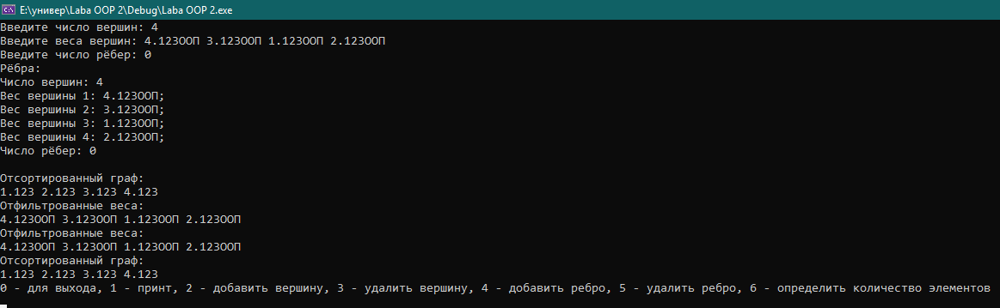 E:\универ\Laba OOP 2\Debug\Laba OOP 2.exe
Введите число вершин: 4
Введите веса вершин: 4.123ООП 3.123ООП 1.123ООП 2.123ООП
Введите число рёбер: 0
Рёбра:
Число вершин: 4
Вес вершины 1: 4.123ООП;
Вес вершины 2: 3.123ООП;
Вес вершины 3: 1.123ООП;
Вес вершины 4: 2.123ООП;
Число рёбер: 0
Отсортированный граф:
1.123 2.123 3.123 4.123
Отфильтрованные веса:
4.123ООП 3.123ООП 1.123ООП 2.123ООП
Отфильтрованные веса:
4.123ООП 3.123ООП 1.123ООП 2.123ООП
Отсортированный граф:
1.123 2.123 3.123 4.123
0 - для выхода, 1 - принт, 2 - добавить вершину, 3 - удалить вершину, 4 - добавить ребро, 5 - удалить ребро, 6 - определить количество элементов